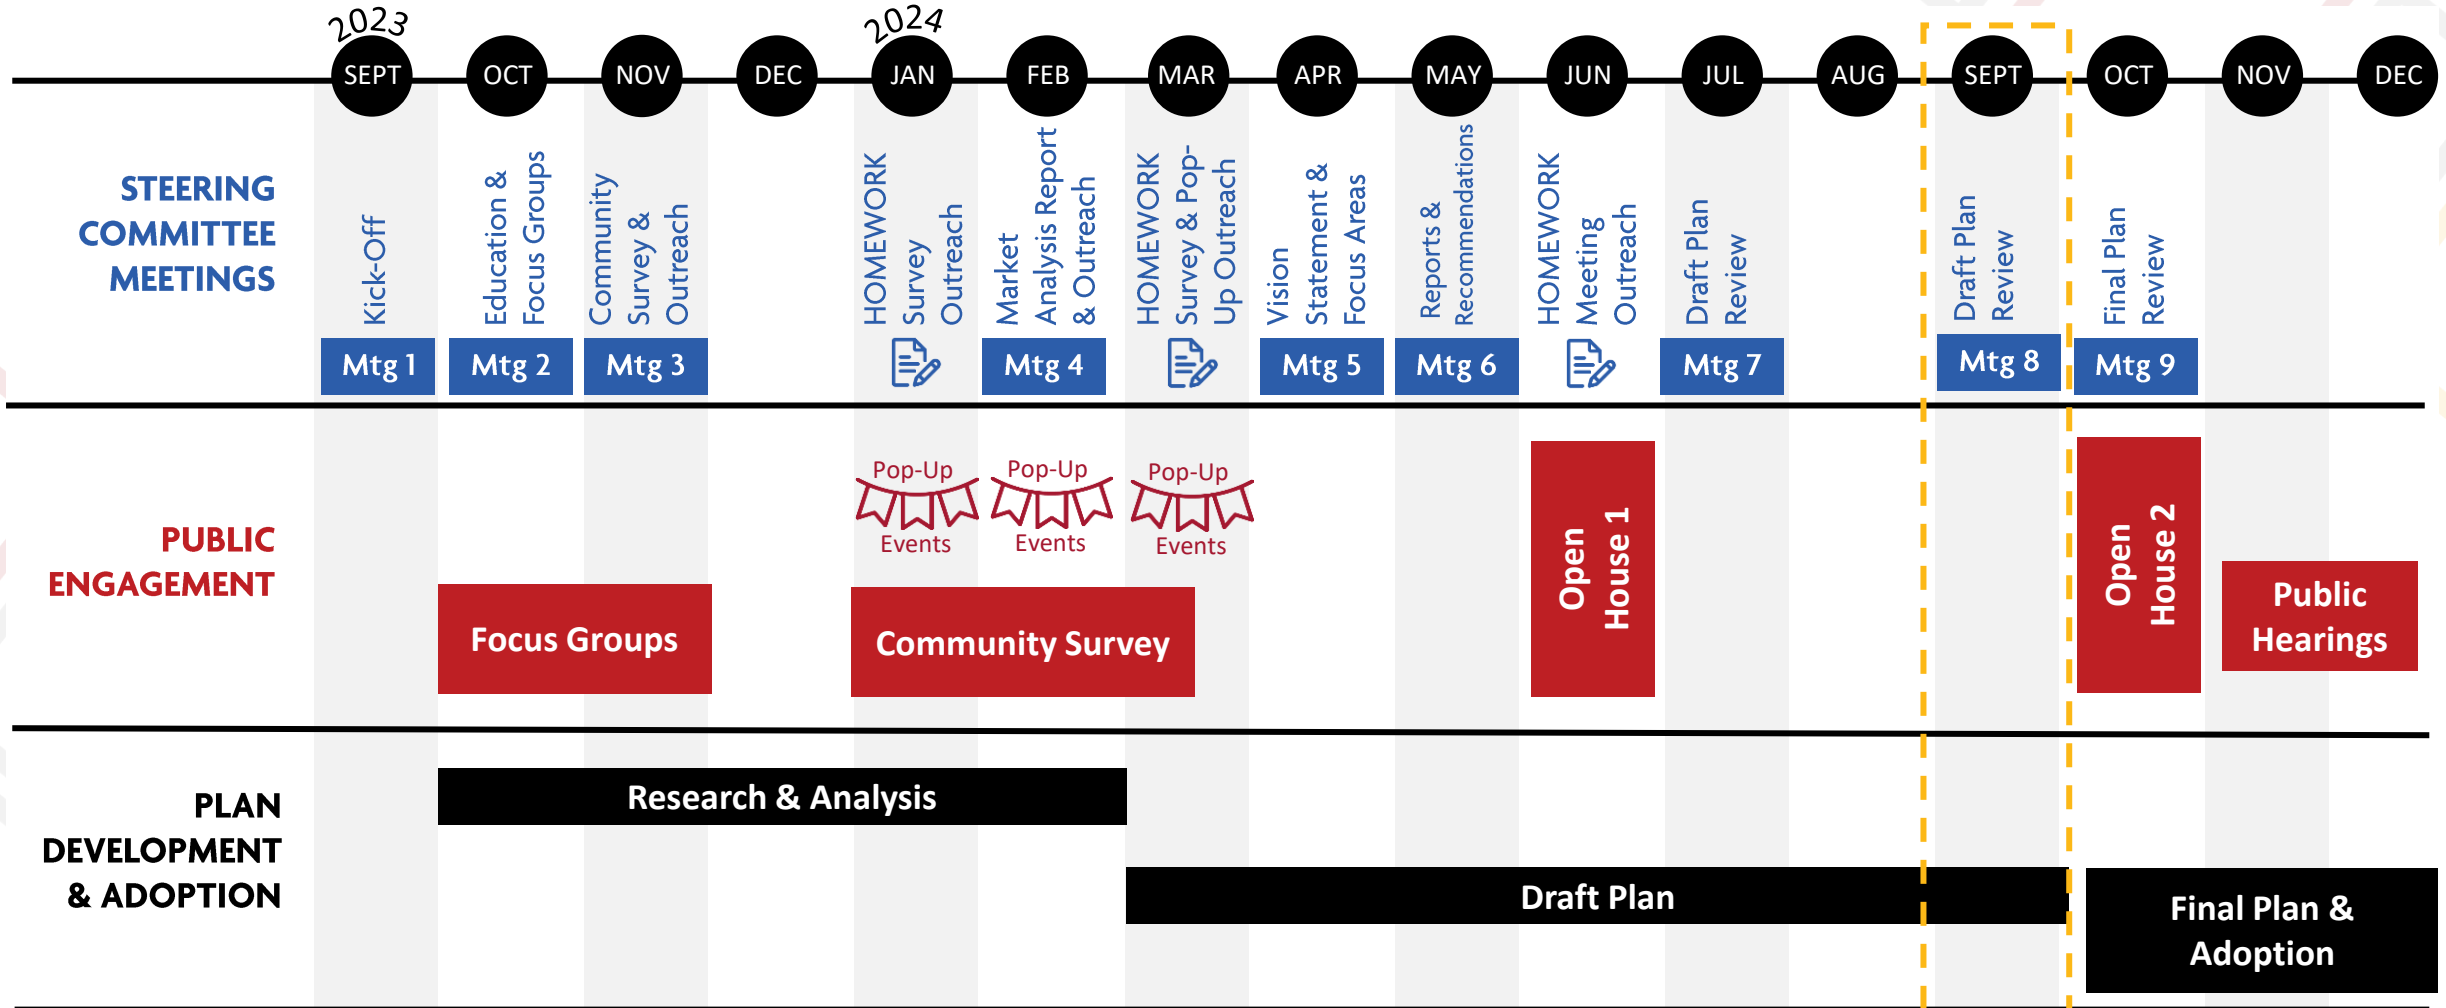 2023
2024
SEPT
OCT
NOV
DEC
JAN
FEB
MAR
APR
MAY
JUN
JUL
AUG
SEPT
OCT
NOV
DEC
STEERING
COMMITTEE
MEETINGS
Kick-Off
Mtg 1
Education &
Focus Groups
Mtg 2
Community
Survey &
Outreach
Mtg 3
HOMEWORK
Survey
Outreach
Market
Analysis Report
& Outreach
Mtg 4
HOMEWORK
Survey & Pop-
Up Outreach
Vision
Statement &
Focus Areas
Mtg 5
Reports &
Recommendations
Mtg 6
HOMEWORK
Meeting
Outreach
Draft Plan
Review
Mtg 7
Draft Plan
Review
Mtg 8
Final Plan
Review
Mtg 9
PUBLIC
ENGAGEMENT
Focus Groups
Pop-Up
Events
Pop-Up
Events
Pop-Up
Events
Community Survey
Open
House 1
Open
House 2
Public
Hearings
PLAN
DEVELOPMENT
& ADOPTION
Research & Analysis
Draft Plan
Final Plan &
Adoption